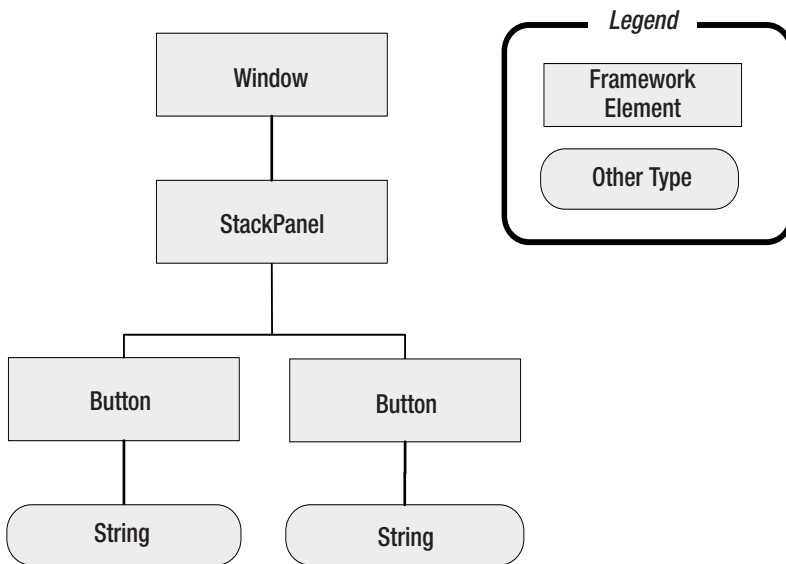 Legend
Window
Framework
Element
Other Type
StackPanel
Button
Button
String
String